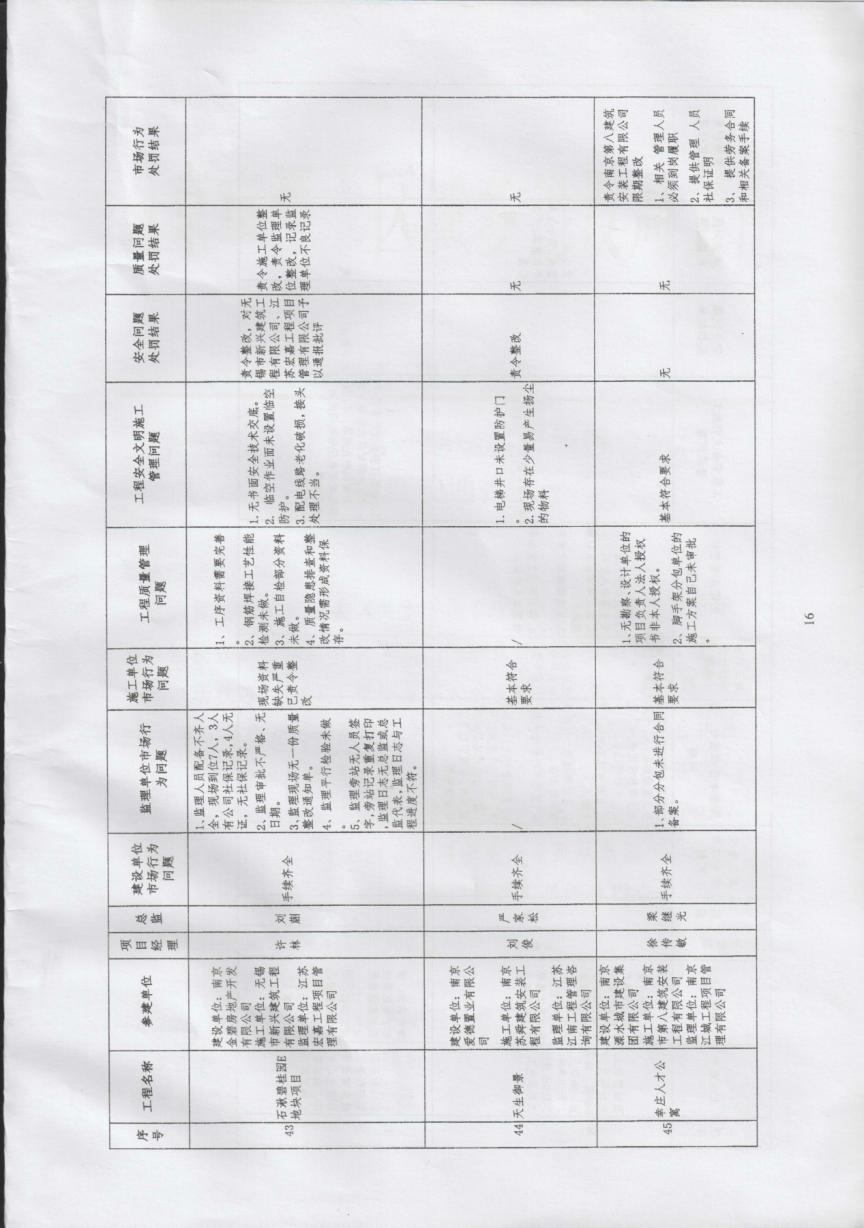 序号
工程名称
参建单位
项目经理
总监
建设单位
市场行为
问题
监理单位市场行
为问题
施工单位
市场行为
问题
工程质量管理
问题
工程安全文明施工
管理问题
安全问题
处罚结果
质量问题
处罚结果
市场行为
处罚结果
43
石湫碧桂园E
地块项目
建设单位：南京
金碧房地产开发
有限公司
施工单位：无锡
市新兴建筑工程
有限公司
监理单位：江苏
宏嘉工程项目管
理有限公司
许林
刘
手续齐全
1、监理人员配备不齐人
全，现场到位7人，3人
有公司社保记录，4人无
证，无社保记录。
2、监理审批不严格、无
日期。
3、监理现场无一份质量
整改通知单。
4、监理平行检验未做
。
5、监理旁站无人员签
字，旁站记录重复打印
，监理日志无总监或总
监代表，监理日志与工
程进度不符。
现场资料
缺失严重
已责令整
改
1、工序资料需要完善
。
2、钢筋焊接工艺性能
检测未做。
3、施工自检部分资料
未做。
4、质量隐患排查和整
改情况需形成资料保
存。
1.无书面安全技术交底。
2.临空作业面未设置临空
防护。
3.配电线路老化破损，接头
处理不当。
责令整改，对无
锡市新兴建筑工
程有限公司、江
苏宏嘉工程项目
管理有限公司予
以通报批评
责令施工单位整
改，责令监理单
位整改，记录监
理单位不良记录
无
44
天生御景
建设单位：南京
爱德置业有限公
司
施工单位：南京
苏舜建筑安装工
程有限公司
监理单位：江苏
江南工程管理咨
询有限公司
刘俊
严家松
手续齐全
/
基本符合
要求
/
1.电梯井口未设置防护门
。
2.现场存在少量易产生扬尘
的物料
责令整改
无
无
45
幸庄人才公
寓
建设单位：南京
溧水城市建设集
团有限公司
施工单位：南京
市第八建筑安装
工程有限公司
监理单位：南京
江城工程项目管
理有限公司
徐传敏
梁继光
手续齐全
1、部分分包未进行合同
备案。
基本符合
要求
1、无勘察、设计单位的
项目负责人法人授权
书非本人授权。
2、脚手架分包单位的
施工方案自己未审批
。
基本符合要求
无
无
责令南京第八建筑
安装工程有限公司
限期整改
1、相关 管理人员
必须到岗履职
2、提供管理 人员
社保证明
3、 提供劳务合同
和相关备案手续
16